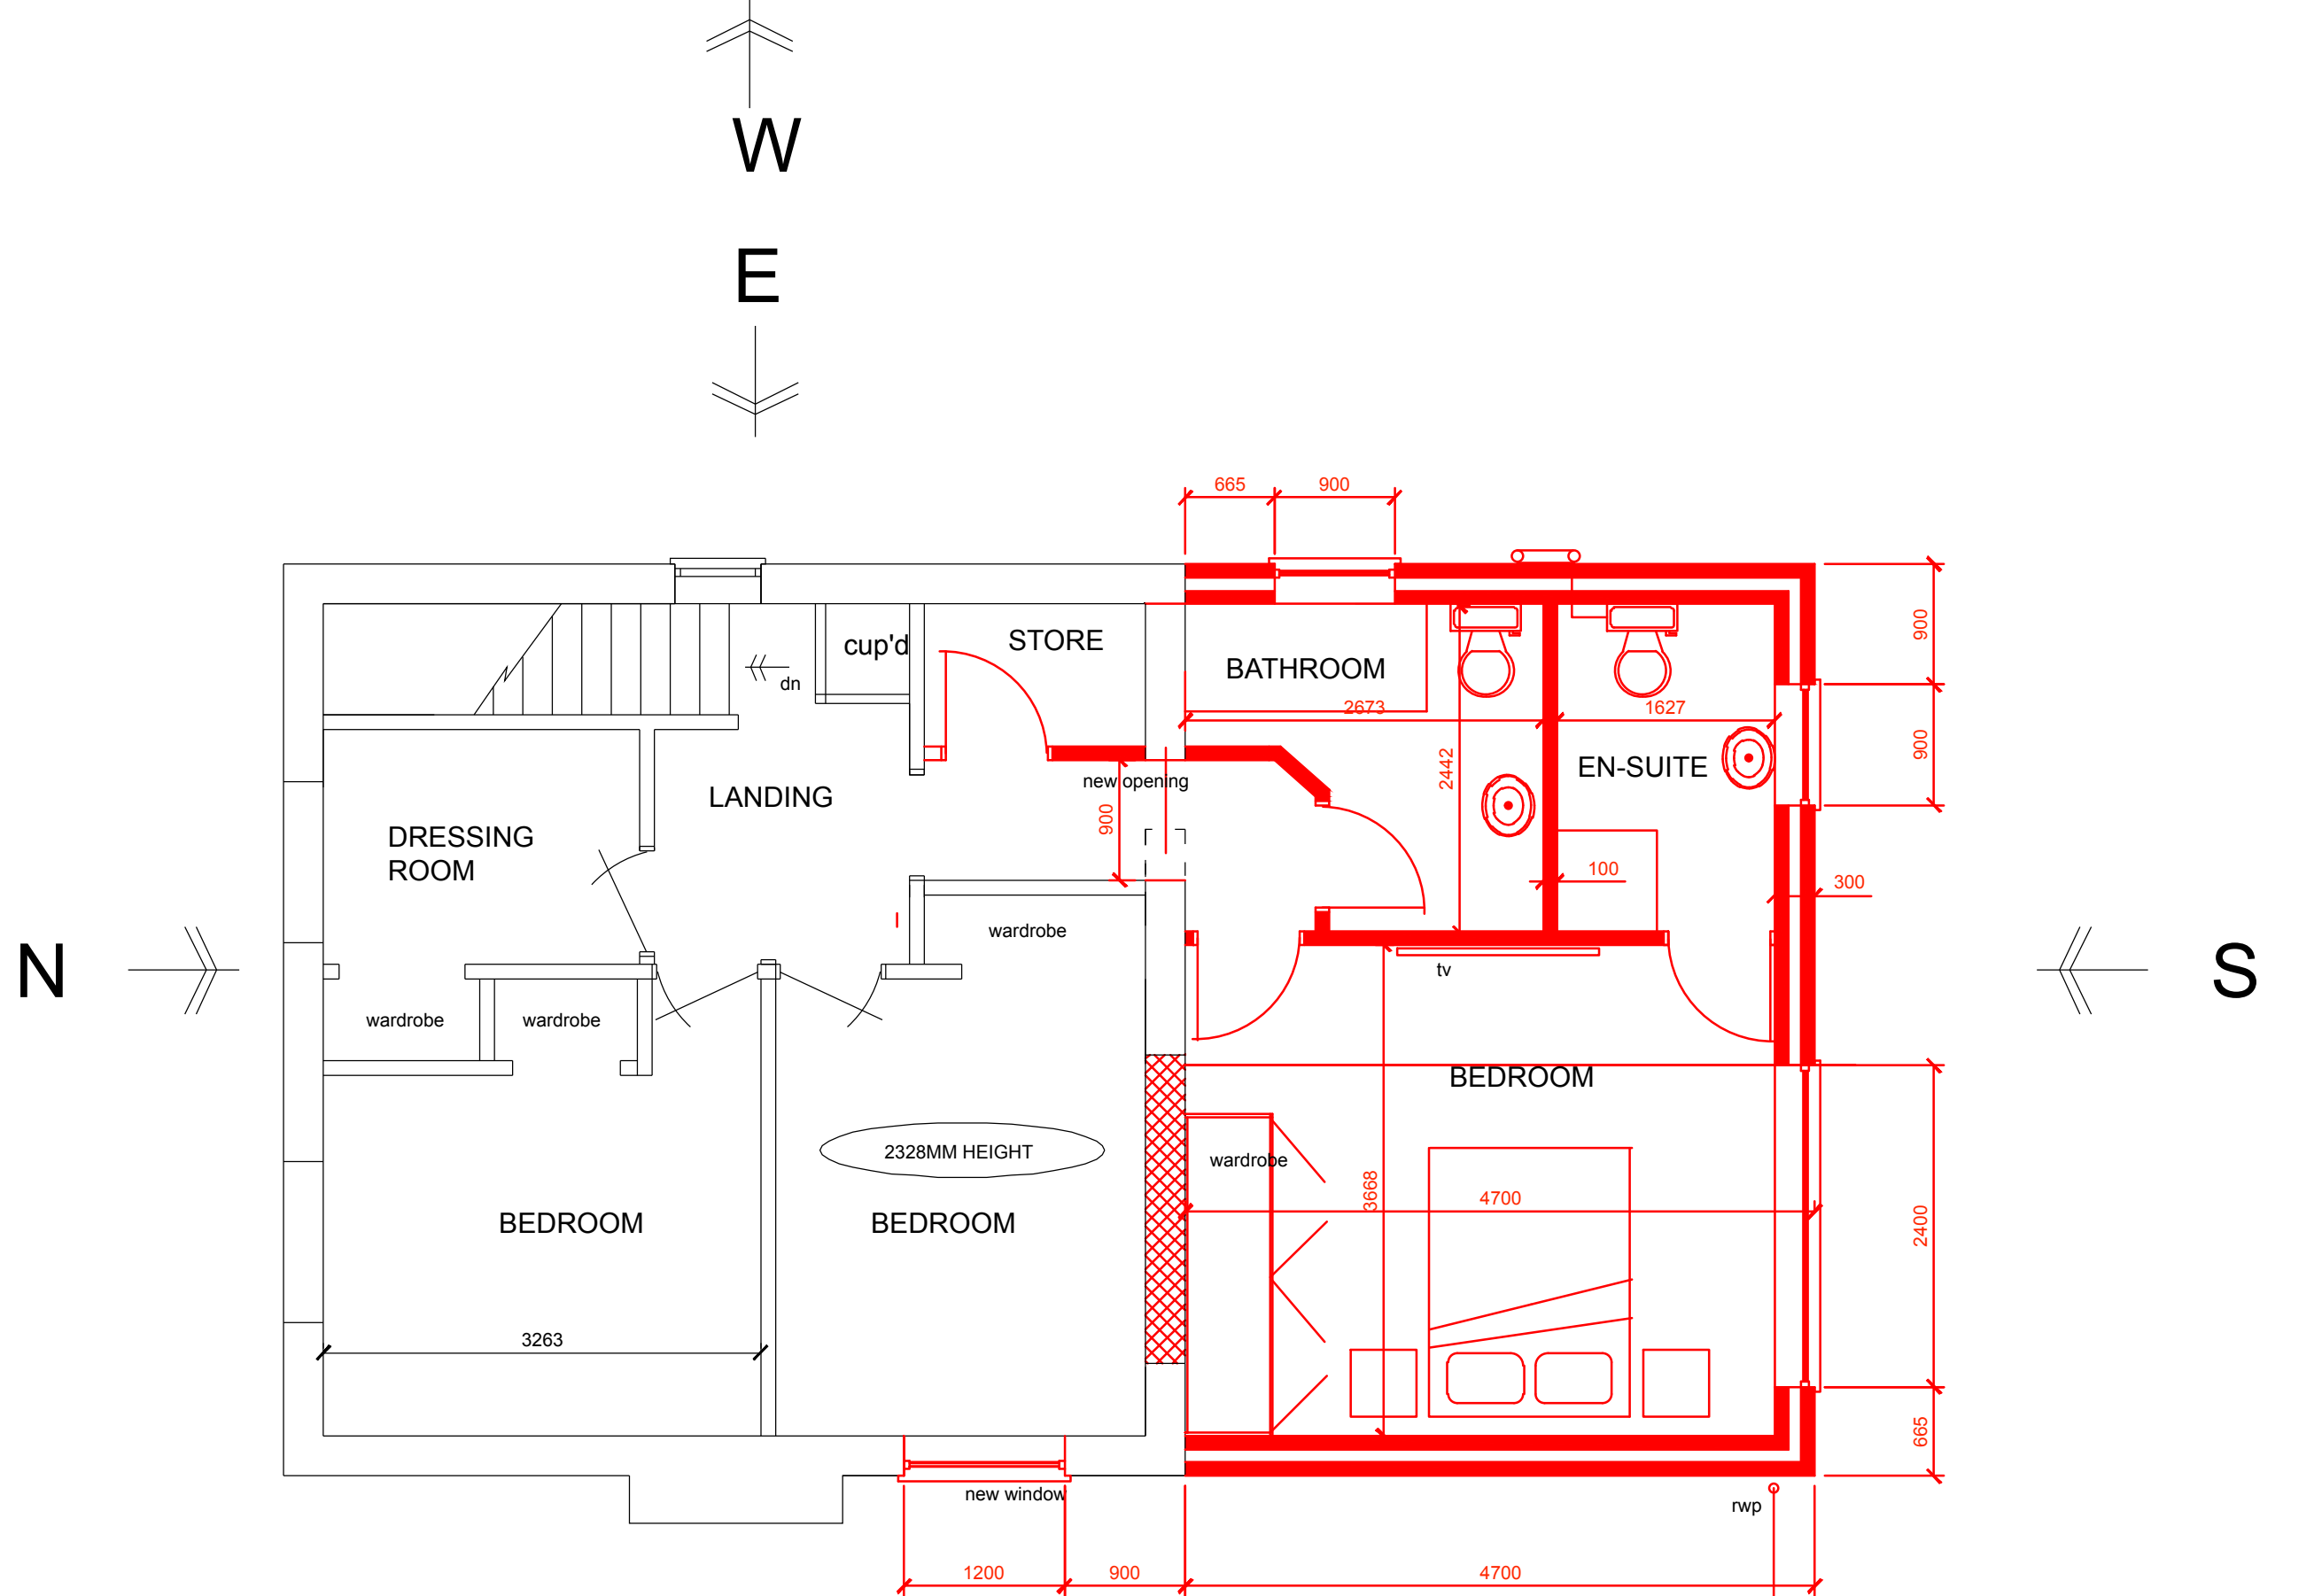 W
E
665
900
900
STORE
cup'd
BATHROOM
dn
2673
1627
900
2442
EN-SUITE
new opening
LANDING
900
DRESSING
ROOM
100
300
wardrobe
N
tv
S
wardrobe
wardrobe
BEDROOM
2328MM HEIGHT
wardrobe
3668
4700
BEDROOM
BEDROOM
2400
3263
665
new window
rwp
1200
900
4700